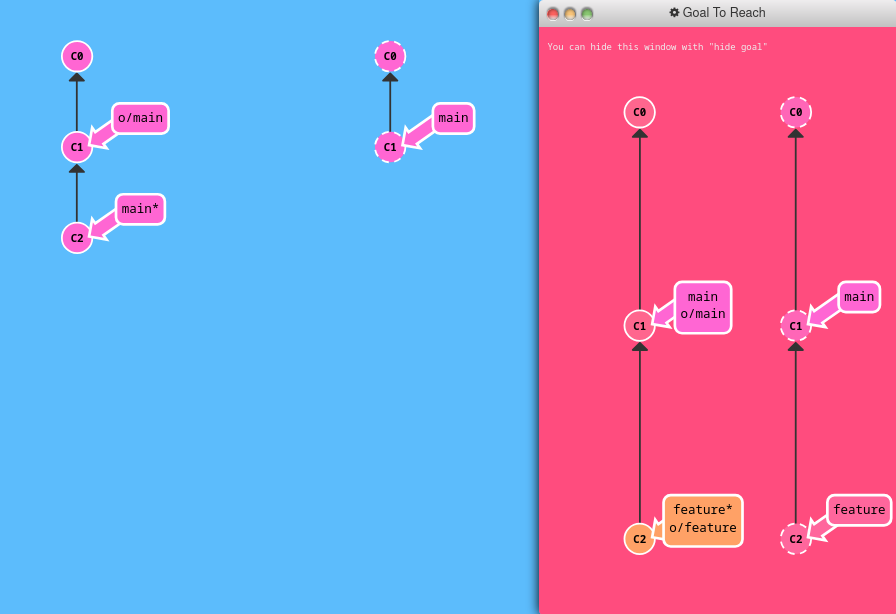 C0
o/main
C1
main*
C2
C0
main
C1
Goal To Reach
You can hide this window with "hide goal"
C0
C0
main
o/main
C1
main
C1
feature*
o/feature
C2
feature
C2